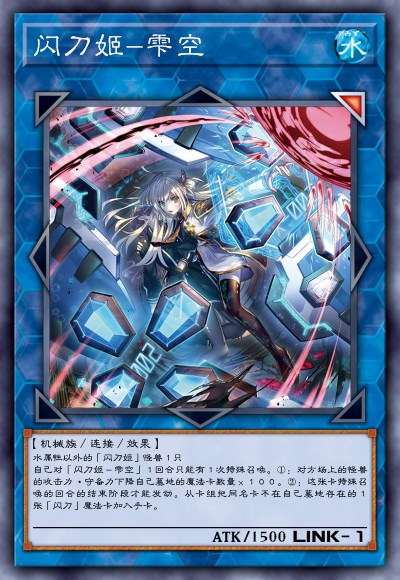 闪刀姬-雫空
水
002
【机械族/连接/效果】
水属性以外的「闪刀姬」怪兽1只
自己对「闪刀姬-雫空」1回合只能有1次特殊召唤。①:对方场上的怪兽
的攻击力·守备力下降自己墓地的魔法卡数量×100。②:这张卡特殊召
唤的回合的结束阶段才能发动。从卡组把同名卡不在自己墓地存在的1
张「闪刀」魔法卡加入手卡。
ATK/1500 LINK-1